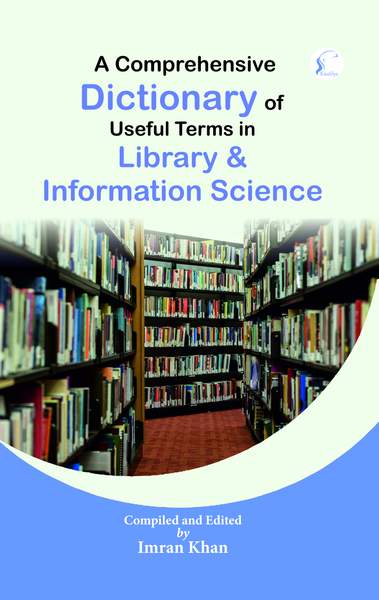 A Comprehensive
Dictionary of
Useful Terms in
Library &
Information Science
Compiled and Edited
by
Imran Khan